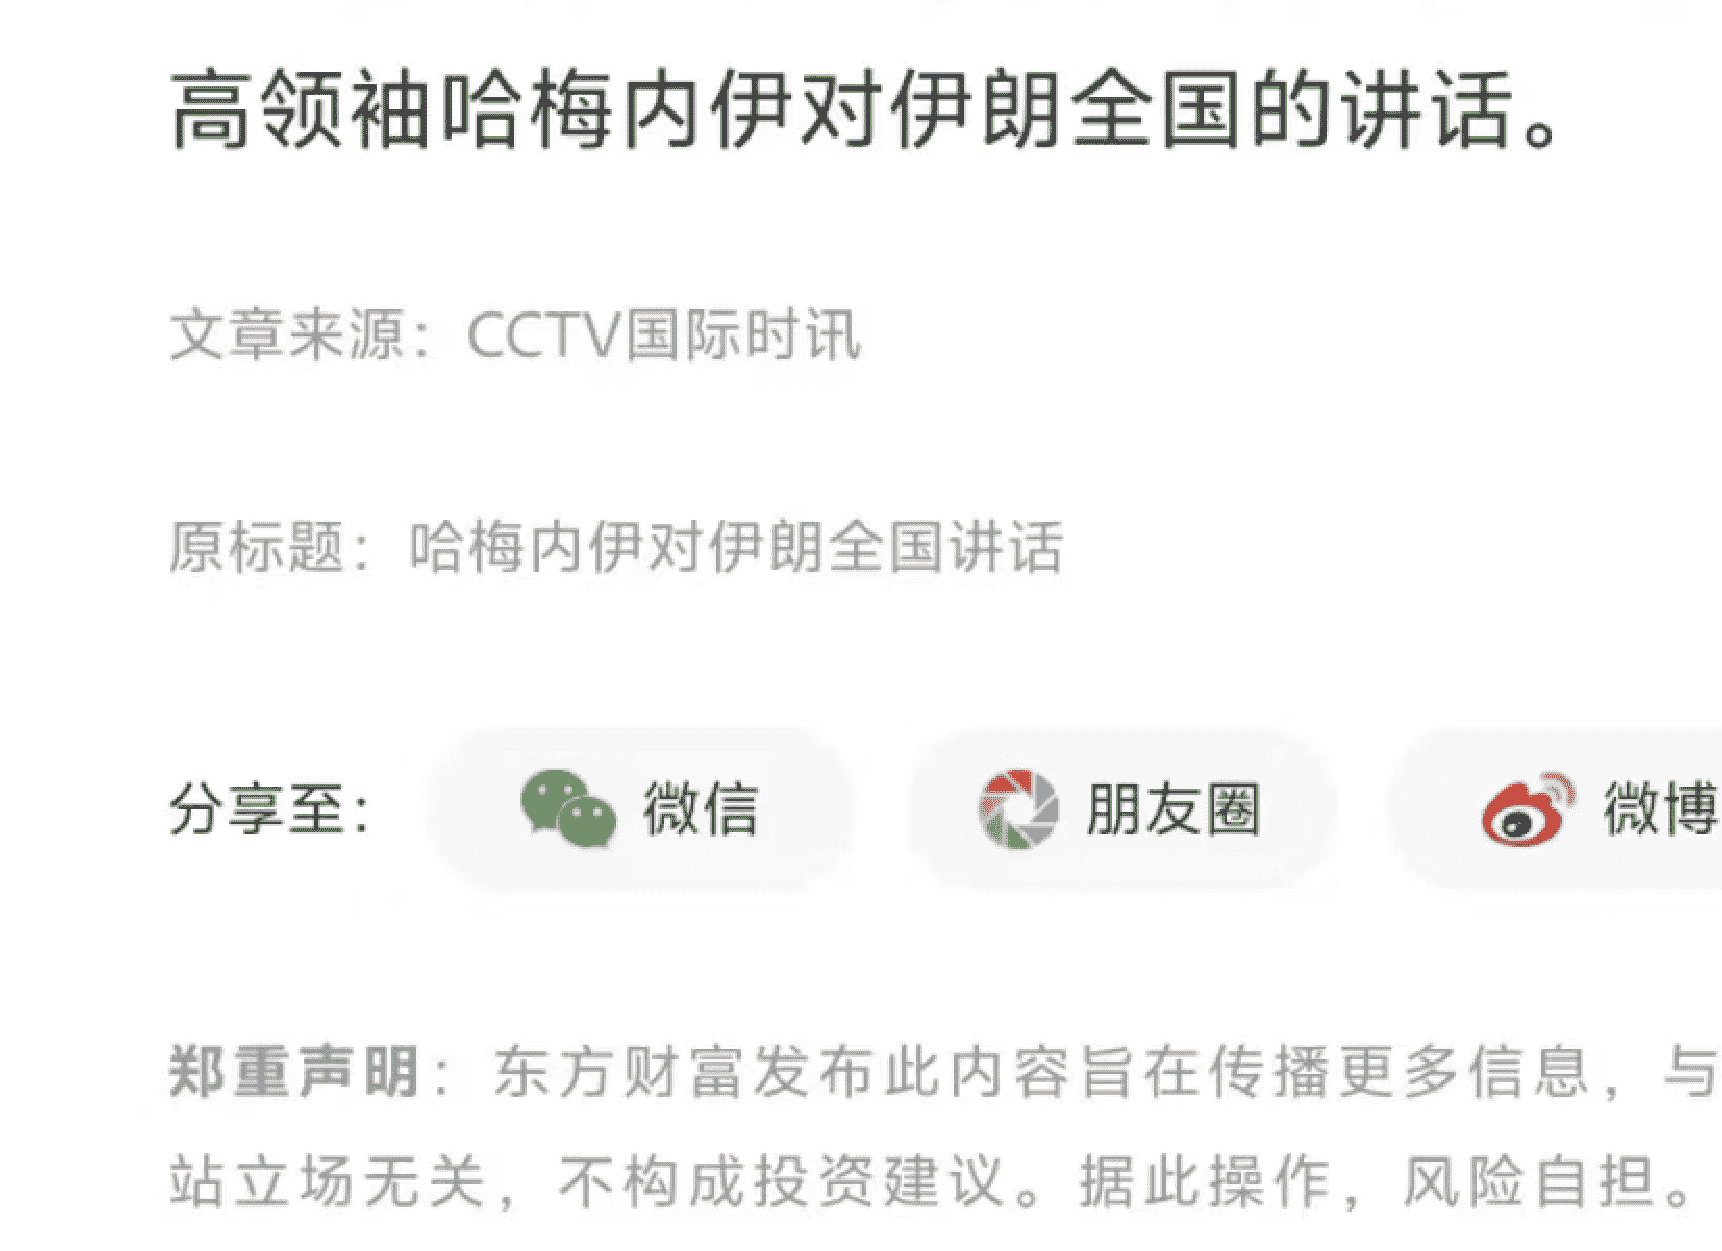 高领袖哈梅内伊对伊朗全国的讲话。
文章来源：CCTV国际时讯
原标题：哈梅内伊对伊朗全国讲话
分享至： 微信 朋友圈 微博
郑重声明：东方财富发布此内容旨在传播更多信息，与
站立场无关，不构成投资建议。据此操作，风险自担。